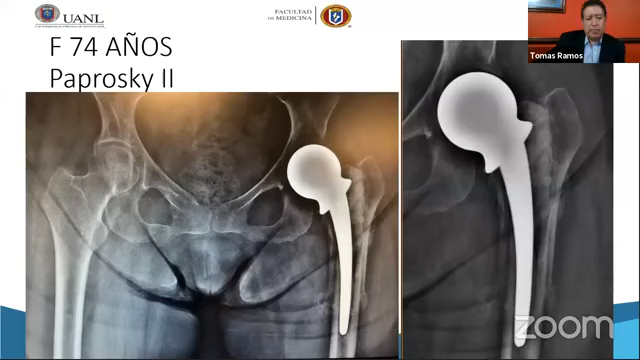 UANL
FACULTAD
DE MEDICINA
F 74 AÑOS
Paprosky II
Tomas Ramos
zoom